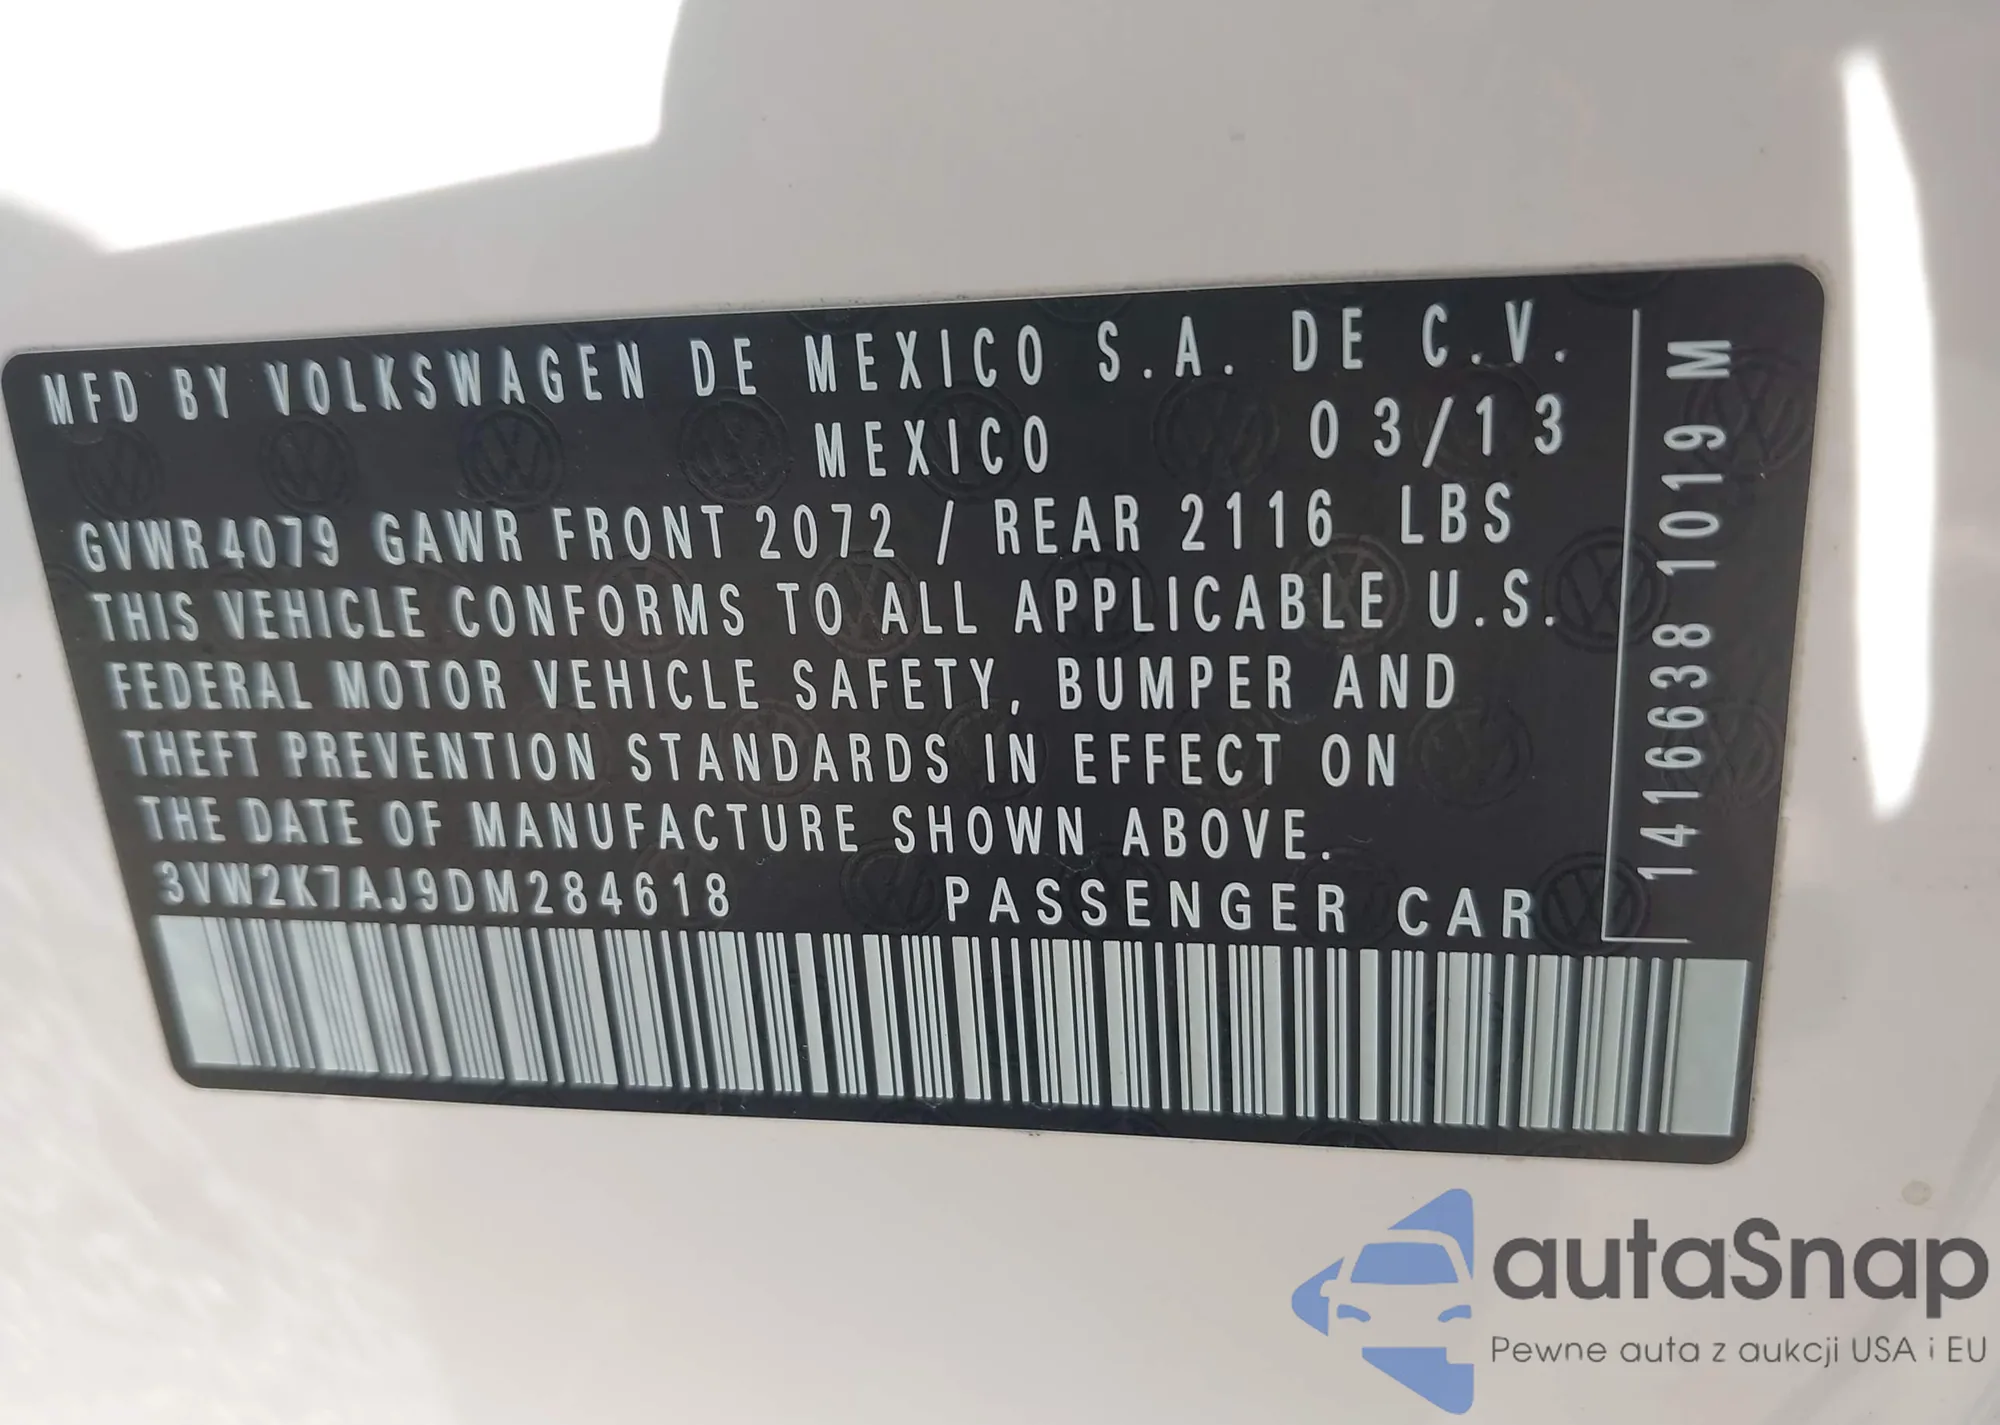 MFD BY VOLKSWAGEN DE MEXICO S.A. DE C.V.
MEXICO 03/13
GVWR 4079 GAWR FRONT 2072 / REAR 2116 LBS
THIS VEHICLE CONFORMS TO ALL APPLICABLE U.S.
FEDERAL MOTOR VEHICLE SAFETY, BUMPER AND
THEFT PREVENTION STANDARDS IN EFFECT ON
THE DATE OF MANUFACTURE SHOWN ABOVE.
3VW2K7AJ9DM284618 PASSENGER CAR
1416638 1019 M
autaSnap
Pewne auta z aukcji USA i EU